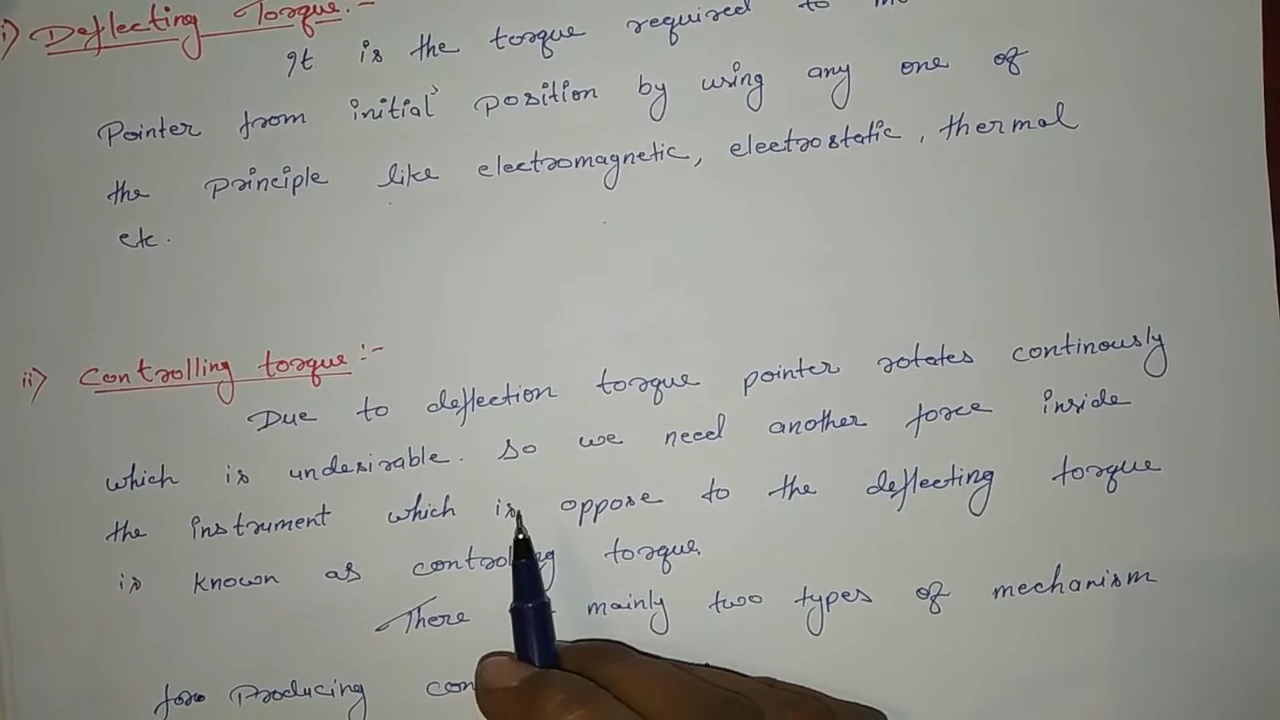 i) Deflecting Torque:-
It is the torque required to
Pointer from initial position by using any one of
the principle like electromagnetic, electrostatic, thermal
etc.
ii) Controlling torque:-
Due to deflection torque pointer rotates continously
which is undesirable. So we need another force inside
the instrument which is oppose to the deflecting torque
is known as controlling torque.
There mainly two types of mechanism
for Producing